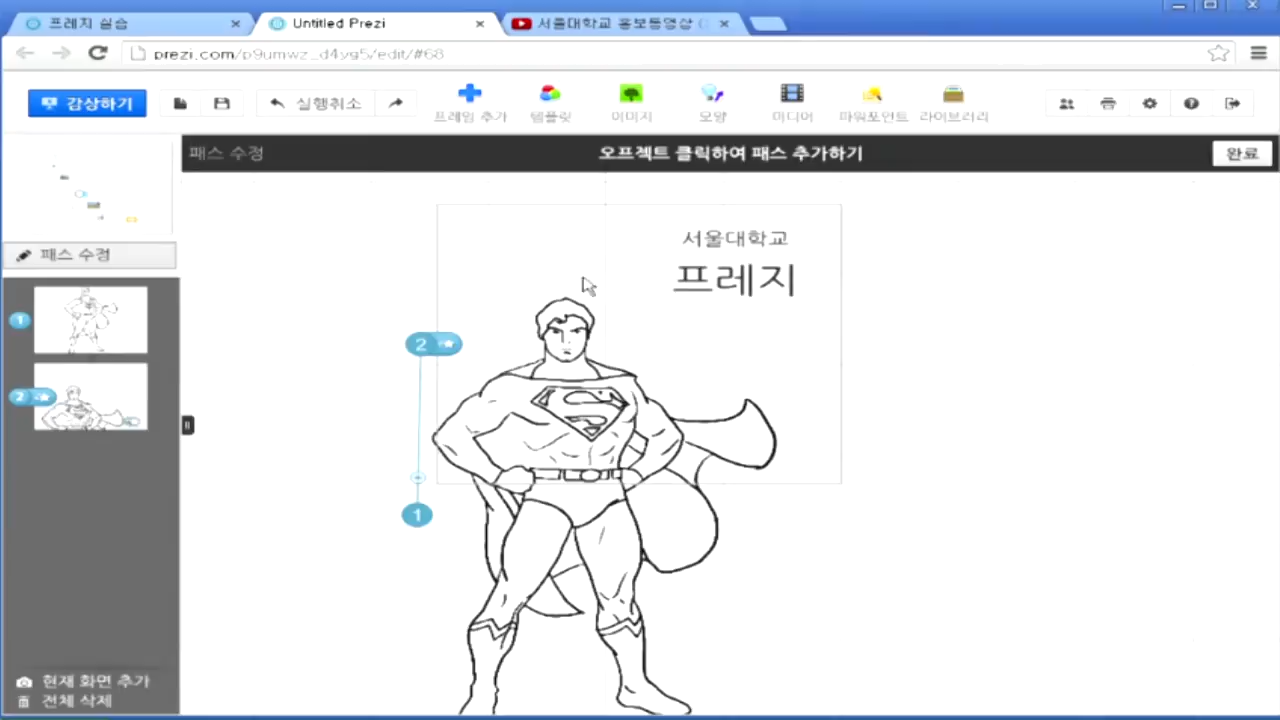 프레지 실습
Untitled Prezi
서울대학교 홍보동영상 (
prezi.com/p9umwz_d4yg5/edit/#68
감상하기
실행취소
프레임 추가
템플릿
이미지
모양
미디어
파워포인트
라이브러리
패스 수정
오프젝트 클릭하여 패스 추가하기
완료
패스 수정
서울대학교
프레지
1
2
2
1
현재 화면 추가
전체 삭제